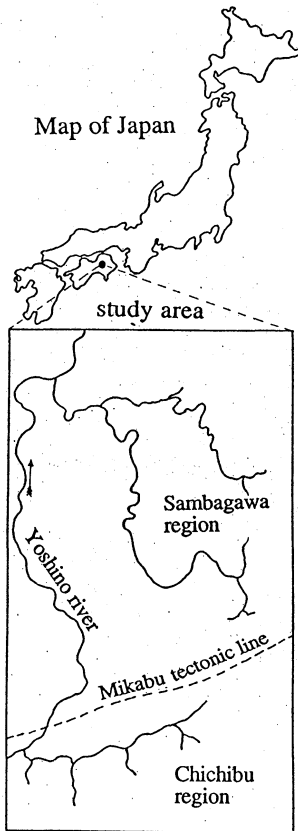 Map of Japan
study area
Sambagawa
region
Yoshino river
Mikabu tectonic line
Chichibu
region